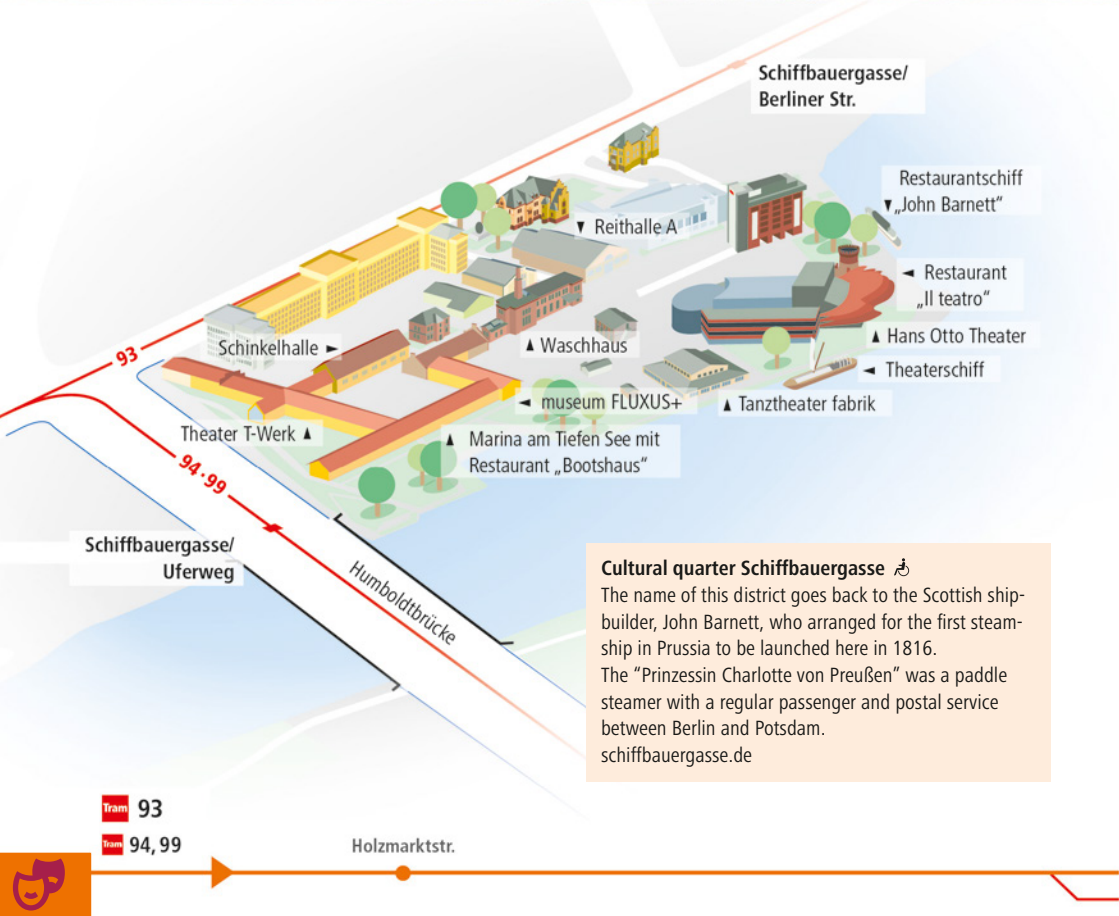 Schiffbauergasse/
Berliner Str.
Restaurantschiff
▼„John Barnett“
▼ Reithalle A
◄ Restaurant
„Il teatro“
▲ Hans Otto Theater
93
Schinkelhalle ►
▲ Waschhaus
◄ Theaterschiff
◄ museum FLUXUS+
▲ Tanztheater fabrik
Theater T-Werk ▲
▲ Marina am Tiefen See mit
Restaurant „Bootshaus“
94·99
Schiffbauergasse/
Uferweg
Humboldtbrücke
Cultural quarter Schiffbauergasse
The name of this district goes back to the Scottish ship-
builder, John Barnett, who arranged for the first steam-
ship in Prussia to be launched here in 1816.
The “Prinzessin Charlotte von Preußen” was a paddle
steamer with a regular passenger and postal service
between Berlin and Potsdam.
schiffbauergasse.de
Tram 93
Tram 94, 99
Holzmarktstr.